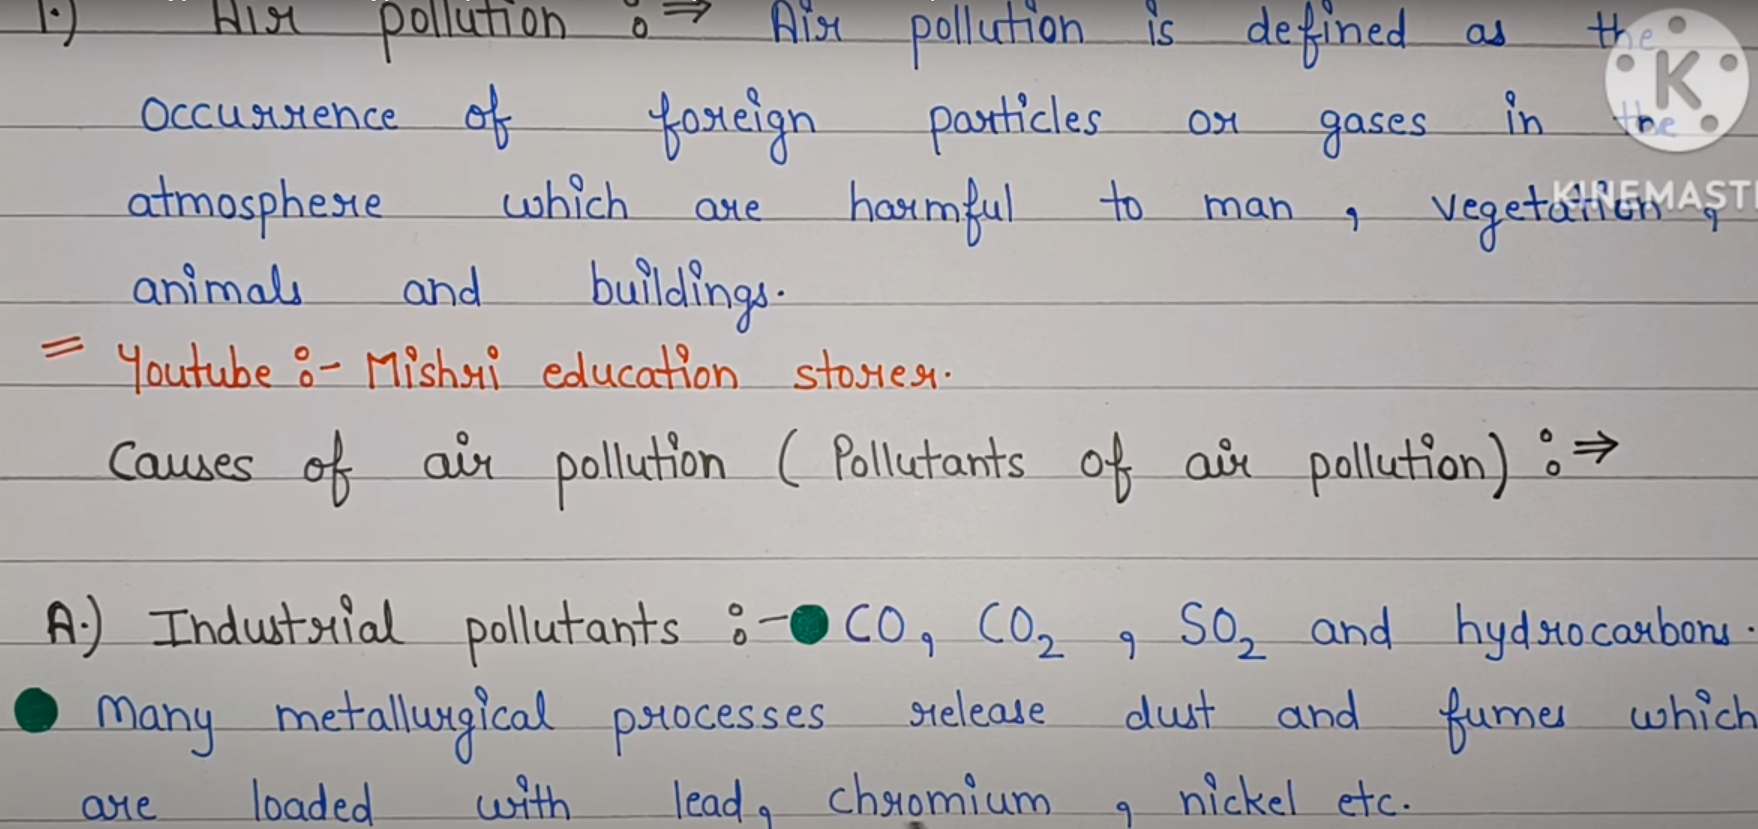 1.) Air pollution :⇒ Air pollution is defined as the
occurrence of foreign particles or gases in the
atmosphere which are harmful to man, vegetation,
animals and buildings.
= Youtube :- Mishri education storer.
Causes of air pollution ( Pollutants of air pollution) :⇒
A.) Industrial pollutants :-● CO, CO₂, SO₂ and hydrocarbons.
● Many metallurgical processes release dust and fumes which
are loaded with lead, chromium, nickel etc.
K
KINEMAST